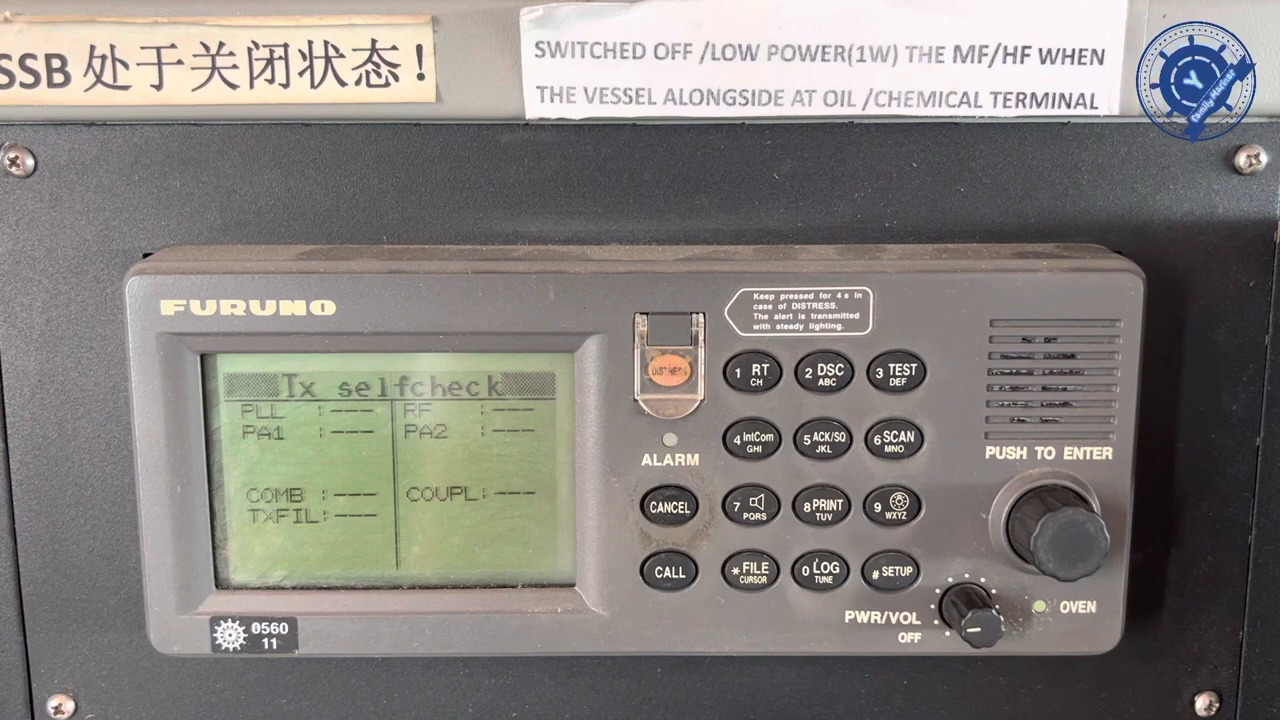 SSB 处于关闭状态!
SWITCHED OFF /LOW POWER(1W) THE MF/HF WHEN
THE VESSEL ALONGSIDE AT OIL /CHEMICAL TERMINAL
Y
Family Mariner
FURUNO
Keep pressed for 4 s in
case of DISTRESS.
The alert is transmitted
with steady lighting.
DISTRESS
Tx selfcheck
PLL :--- RF :---
PA1 :--- PA2 :---
COMB :--- COUPL:---
TXFIL:---
ALARM
CANCEL
CALL
1 RT
CH
2 DSC
ABC
3 TEST
DEF
4 IntCom
GHI
5 ACK/SQ
JKL
6 SCAN
MNO
7
PQRS
8 PRINT
TUV
9
WXYZ
* FILE
CURSOR
0 LOG
TUNE
# SETUP
PUSH TO ENTER
PWR/VOL
OFF
OVEN
0560
11